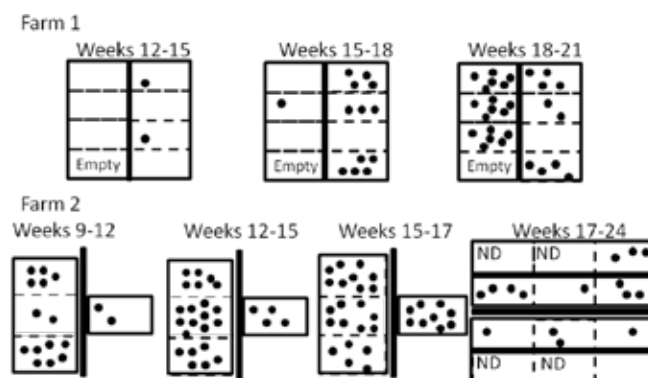 Farm 1
Weeks 12-15 Weeks 15-18 Weeks 18-21
Empty Empty Empty
Farm 2
Weeks 9-12 Weeks 12-15 Weeks 15-17 Weeks 17-24
ND ND
ND ND